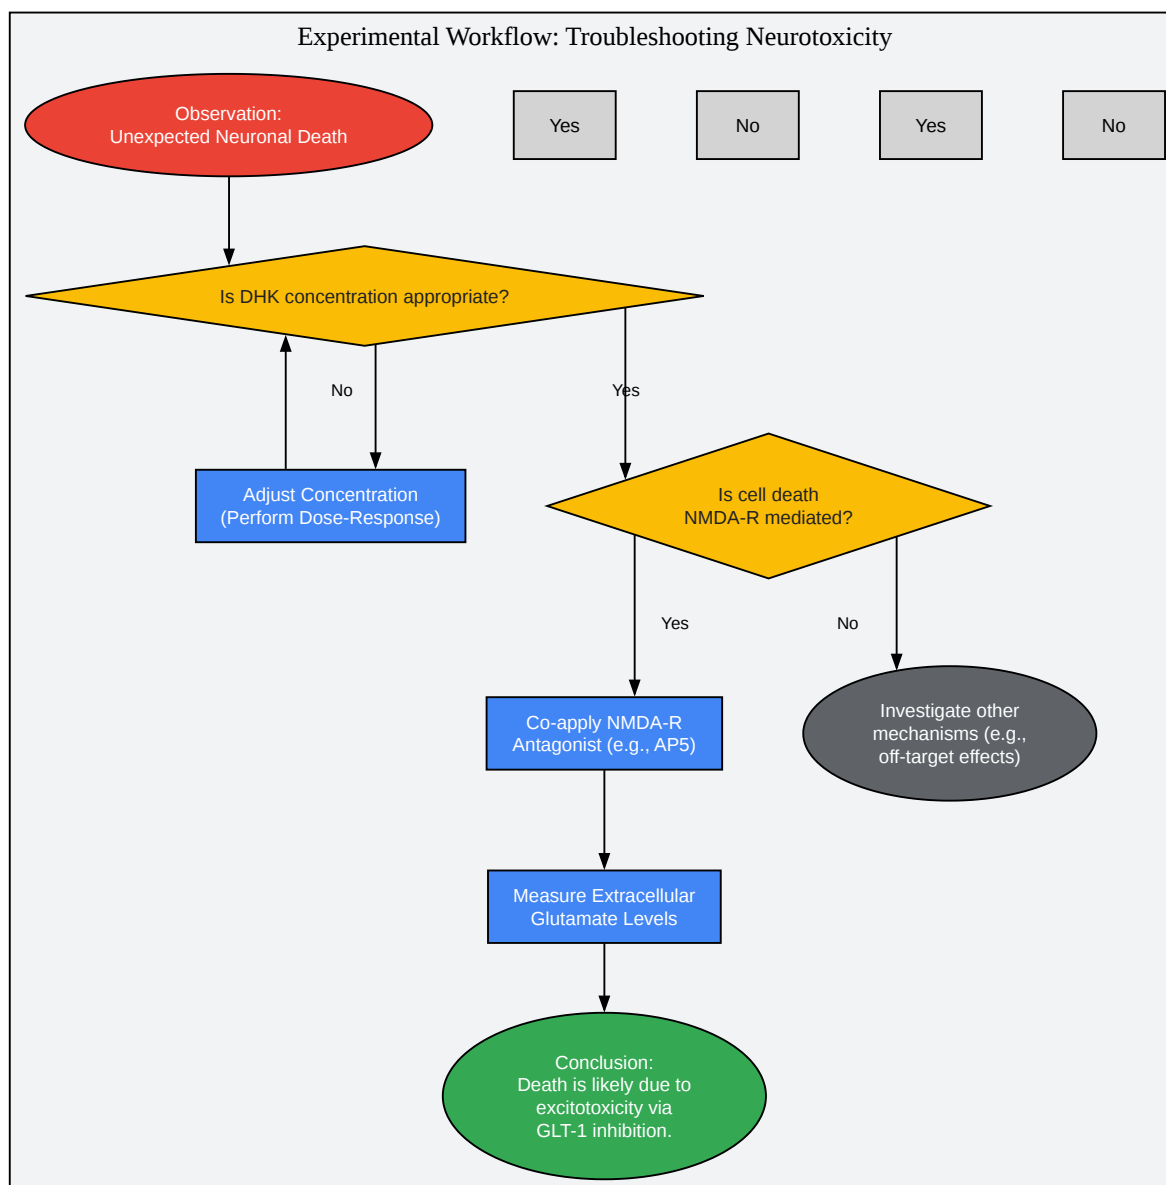 Experimental Workflow: Troubleshooting Neurotoxicity
Observation:
Unexpected Neuronal Death
Yes
No
Yes
No
Is DHK concentration appropriate?
No
Yes
Adjust Concentration
(Perform Dose-Response)
Is cell death
NMDA-R mediated?
Yes
No
Co-apply NMDA-R
Antagonist (e.g., AP5)
Investigate other
mechanisms (e.g.,
off-target effects)
Measure Extracellular
Glutamate Levels
Conclusion:
Death is likely due to
excitotoxicity via
GLT-1 inhibition.